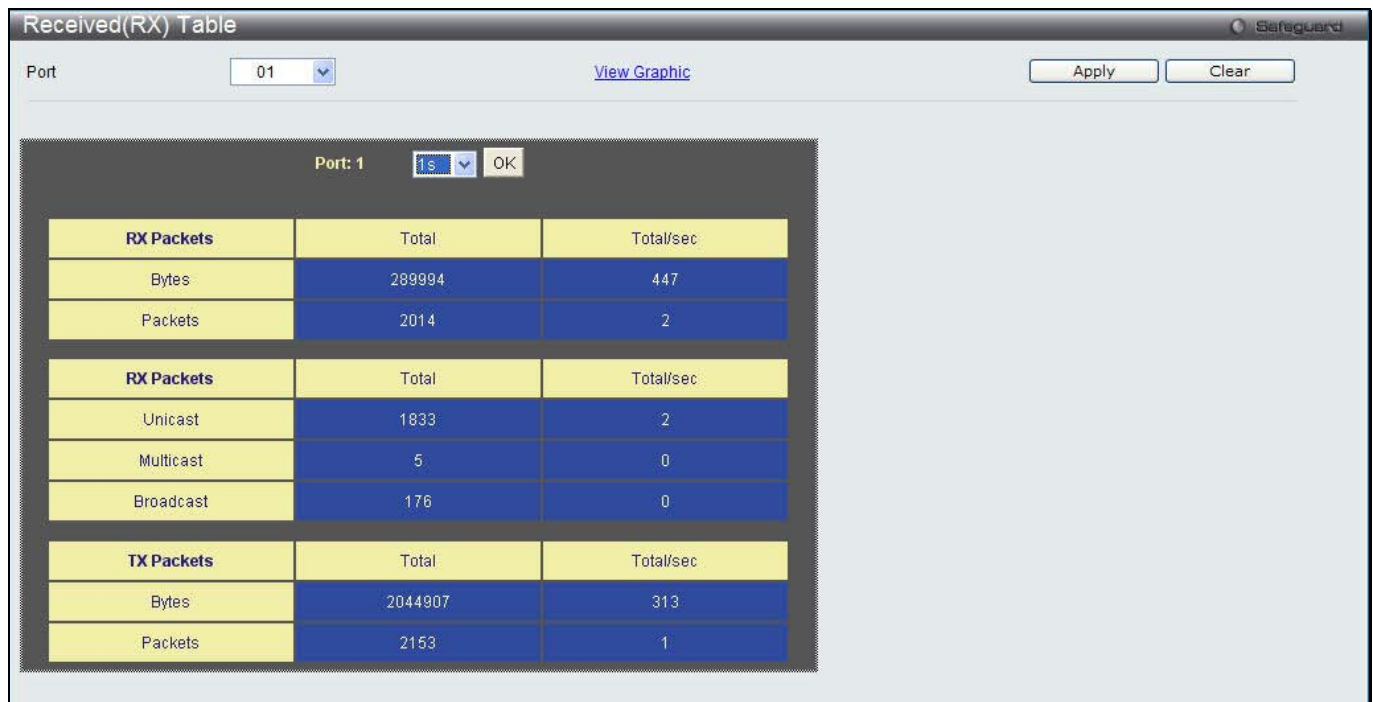 Received(RX) Table Safeguard
Port 01 View Graphic Apply Clear
Port: 1 1s OK
RX Packets Total Total/sec
Bytes 289994 447
Packets 2014 2
RX Packets Total Total/sec
Unicast 1833 2
Multicast 5 0
Broadcast 176 0
TX Packets Total Total/sec
Bytes 2044907 313
Packets 2153 1